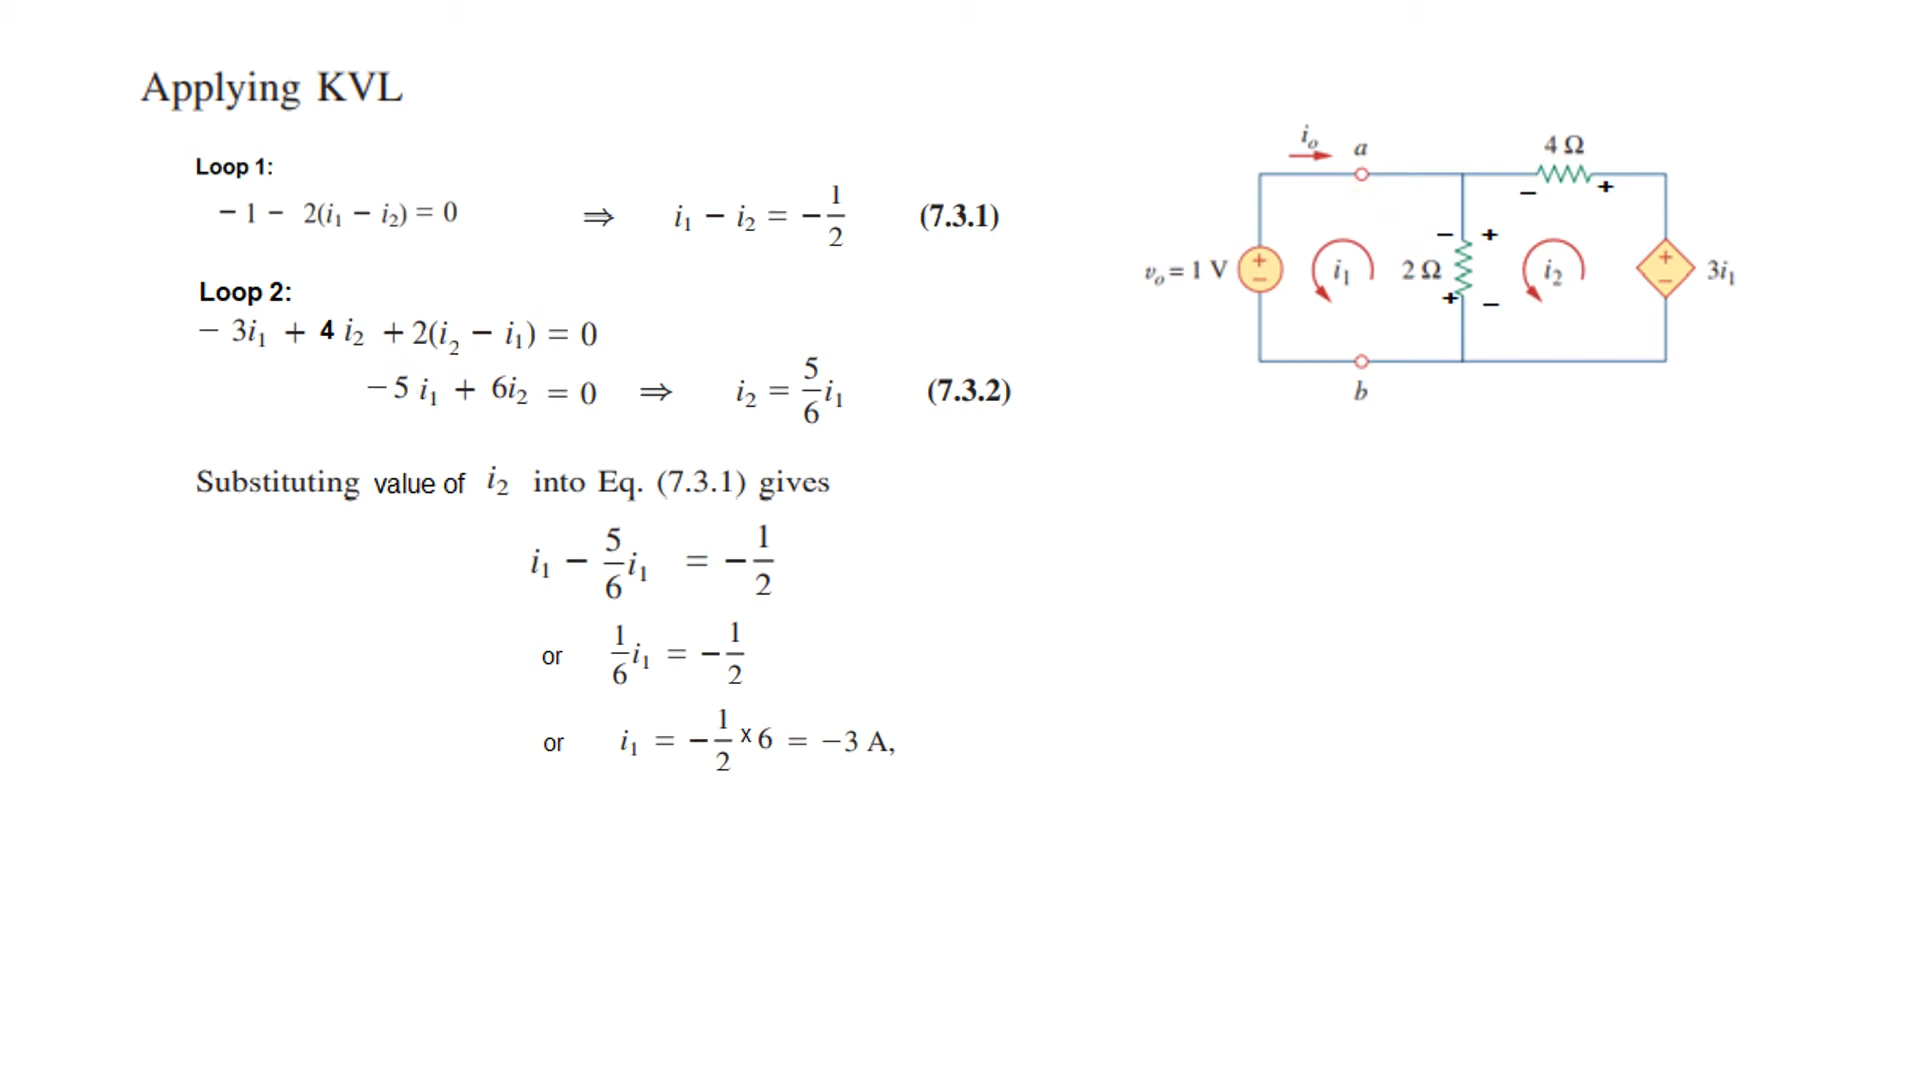 Applying KVL
Loop 1:
− 1 − 2(i₁ − i₂) = 0 ⇒ i₁ − i₂ = −1/2 (7.3.1)
Loop 2:
− 3i₁ + 4 i₂ + 2(i₂ − i₁) = 0
− 5 i₁ + 6i₂ = 0 ⇒ i₂ = 5/6 i₁ (7.3.2)
Substituting value of i₂ into Eq. (7.3.1) gives
i₁ − 5/6 i₁ = −1/2
or 1/6 i₁ = −1/2
or i₁ = −1/2 x 6 = −3 A,
iₒ a 4 Ω
− +
− +
vₒ = 1 V + − i₁ 2 Ω i₂ + − 3i₁
+ −
b